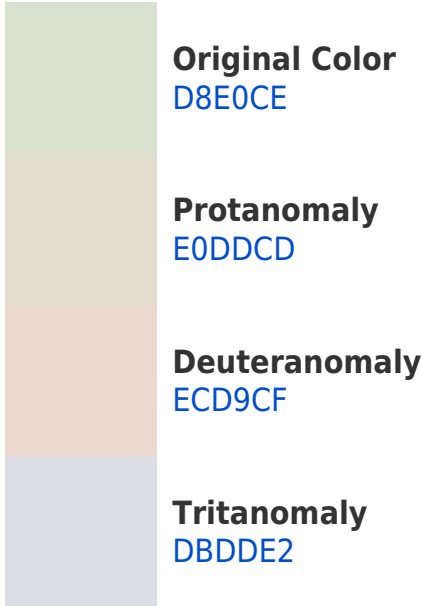 Original Color
D8E0CE
Protanomaly
E0DDCD
Deuteranomaly
ECD9CF
Tritanomaly
DBDDE2